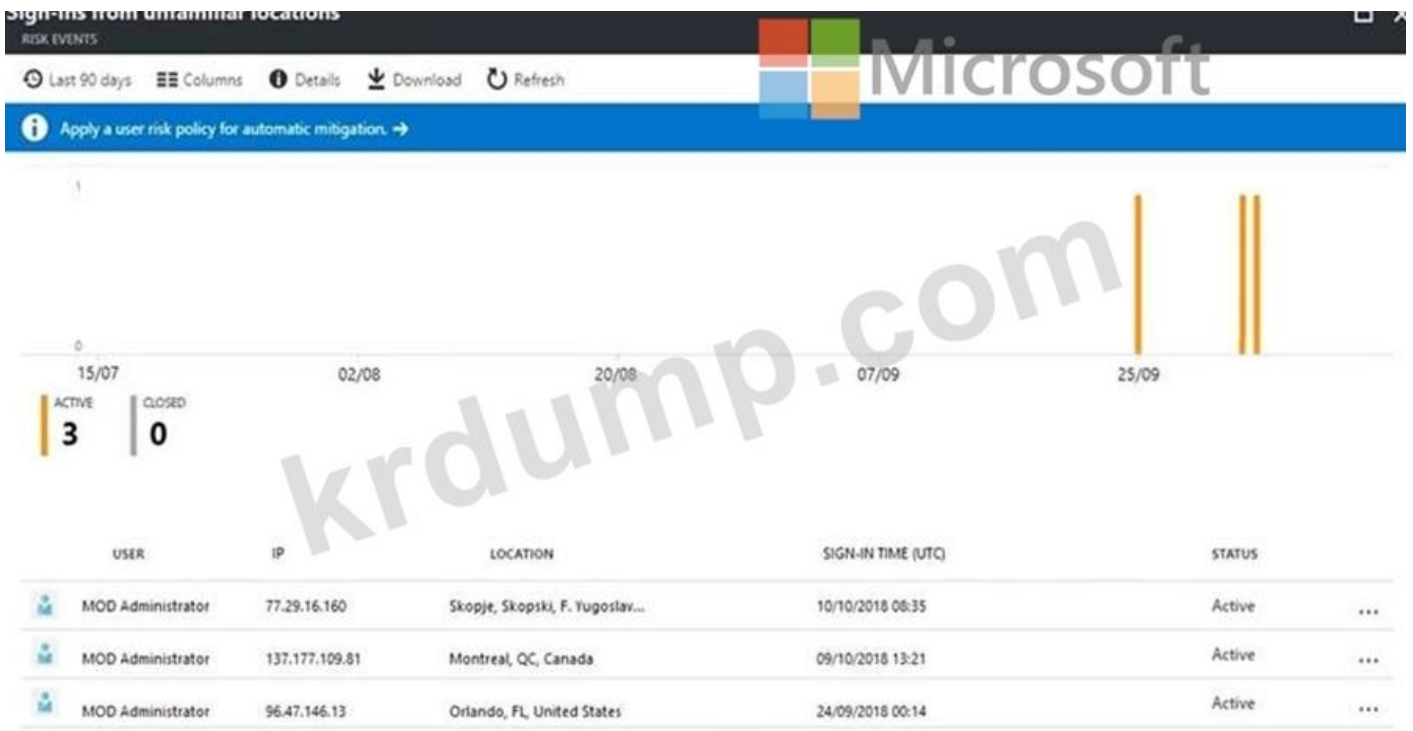 Sign-ins from unfamiliar locations
RISK EVENTS
Microsoft
Last 90 days Columns Details Download Refresh
Apply a user risk policy for automatic mitigation. →
1
0
15/07 02/08 20/08 07/09 25/09
ACTIVE CLOSED
3 0
krdump.com
USER IP LOCATION SIGN-IN TIME (UTC) STATUS
MOD Administrator 77.29.16.160 Skopje, Skopski, F. Yugoslav... 10/10/2018 08:35 Active ...
MOD Administrator 137.177.109.81 Montreal, QC, Canada 09/10/2018 13:21 Active ...
MOD Administrator 96.47.146.13 Orlando, FL, United States 24/09/2018 00:14 Active ...